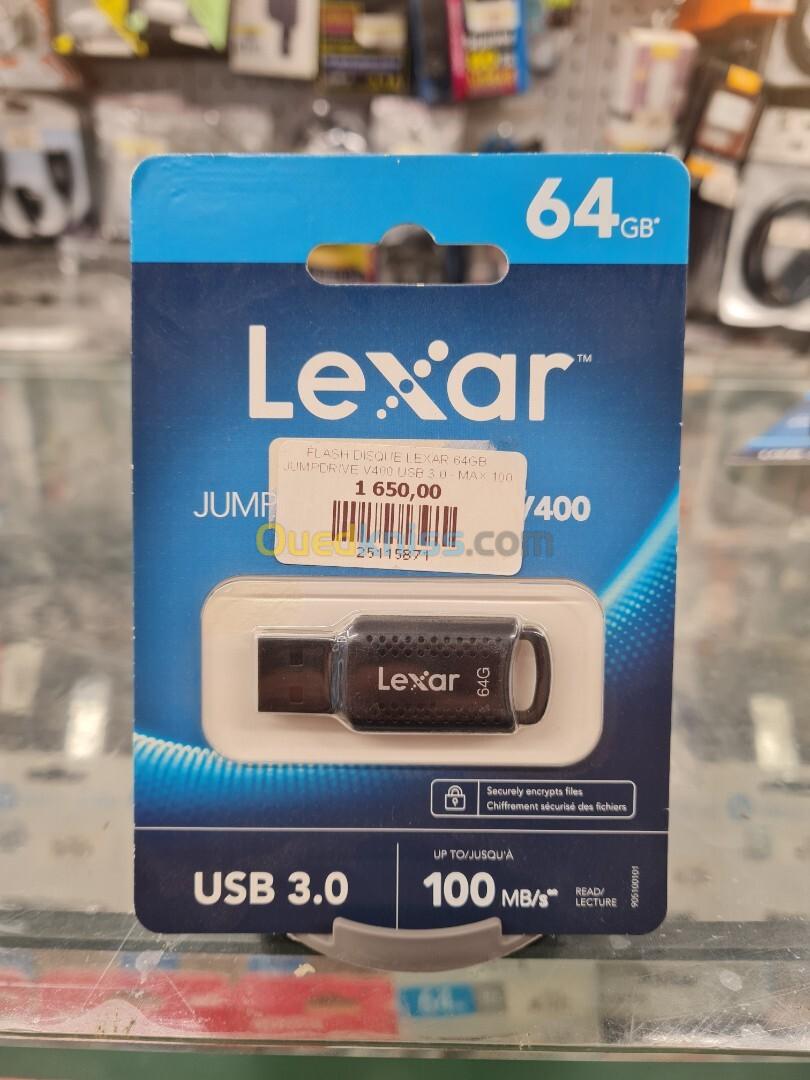 64GB*
Lexar™
FLASH DISQUE LEXAR 64GB
JUMPDRIVE V400 USB 3.0 - MAX 100
1 650,00
JUMP V400
Ouedkniss.com
25115871
Lexar 64G
Securely encrypts files
Chiffrement sécurisé des fichiers
USB 3.0
UP TO/JUSQU'À
100 MB/s**
READ/
LECTURE
905100101
64GB